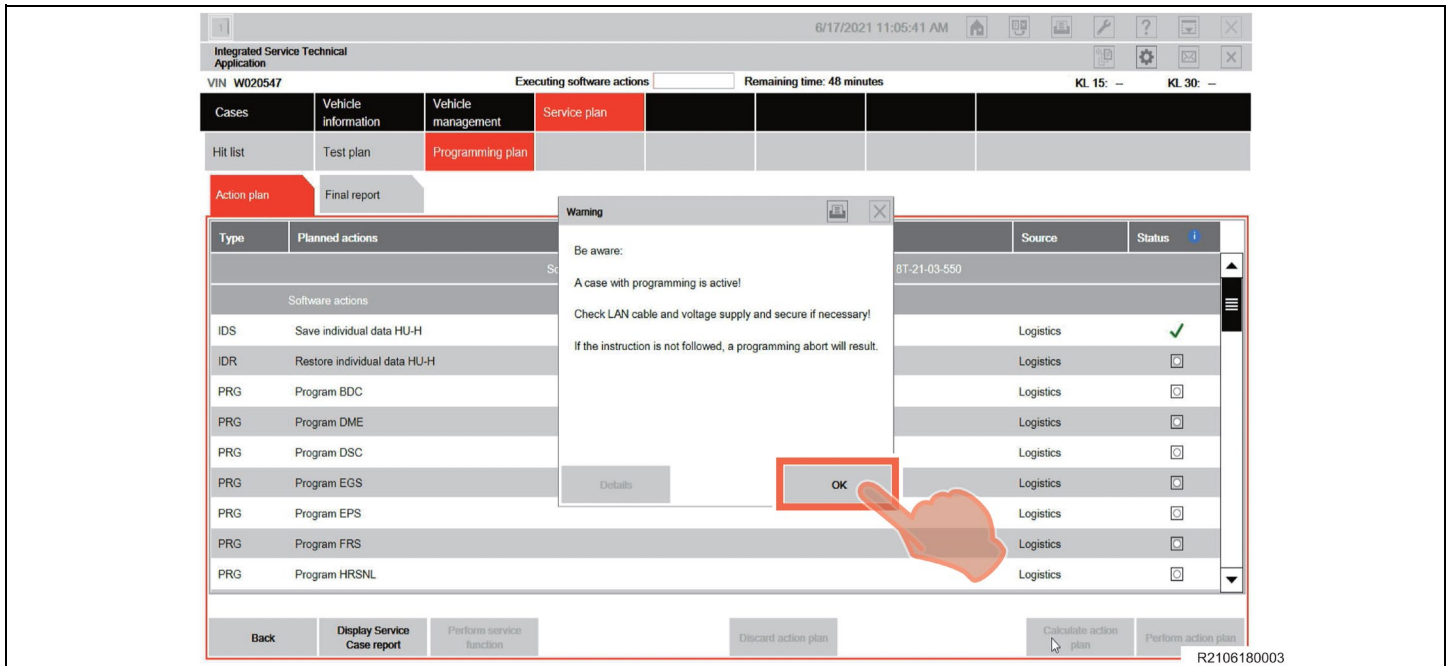 1
6/17/2021 11:05:41 AM
?
Integrated Service Technical
Application
VIN W020547 Executing software actions Remaining time: 48 minutes KL 15: -- KL 30: --
Cases Vehicle information Vehicle management Service plan
Hit list Test plan Programming plan
Action plan Final report
Type Planned actions Source Status i
Sc 8T-21-03-550
Software actions
IDS Save individual data HU-H Logistics
IDR Restore individual data HU-H Logistics
PRG Program BDC Logistics
PRG Program DME Logistics
PRG Program DSC Logistics
PRG Program EGS Logistics
PRG Program EPS Logistics
PRG Program FRS Logistics
PRG Program HRSNL Logistics
Warning
Be aware:
A case with programming is active!
Check LAN cable and voltage supply and secure if necessary!
If the instruction is not followed, a programming abort will result.
Details OK
Back Display Service Case report Perform service function Discard action plan Calculate action plan Perform action plan
R2106180003